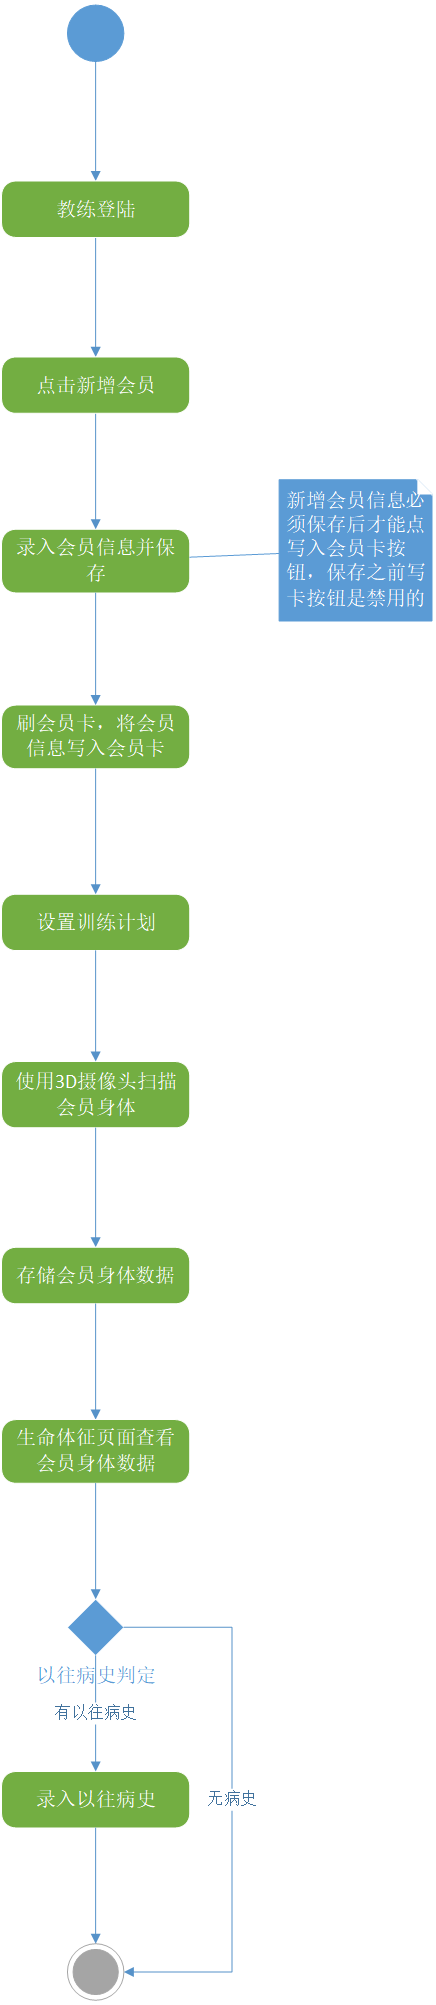 教练登陆
点击新增会员
录入会员信息并保
存
新增会员信息必
须保存后才能点
写入会员卡按
钮，保存之前写
卡按钮是禁用的
刷会员卡，将会员
信息写入会员卡
设置训练计划
使用3D摄像头扫描
会员身体
存储会员身体数据
生命体征页面查看
会员身体数据
以往病史判定
有以往病史
录入以往病史
无病史